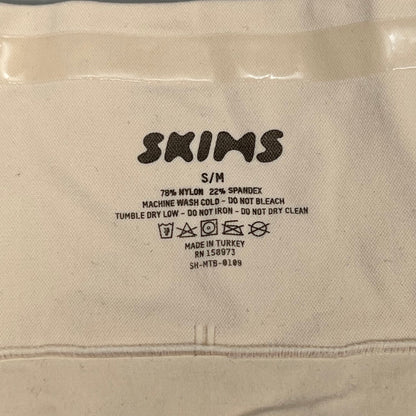 SKIMS
S/M
78% NYLON 22% SPANDEX
MACHINE WASH COLD - DO NOT BLEACH
TUMBLE DRY LOW - DO NOT IRON - DO NOT DRY CLEAN
MADE IN TURKEY
RN 158973
SH-MTB-0109